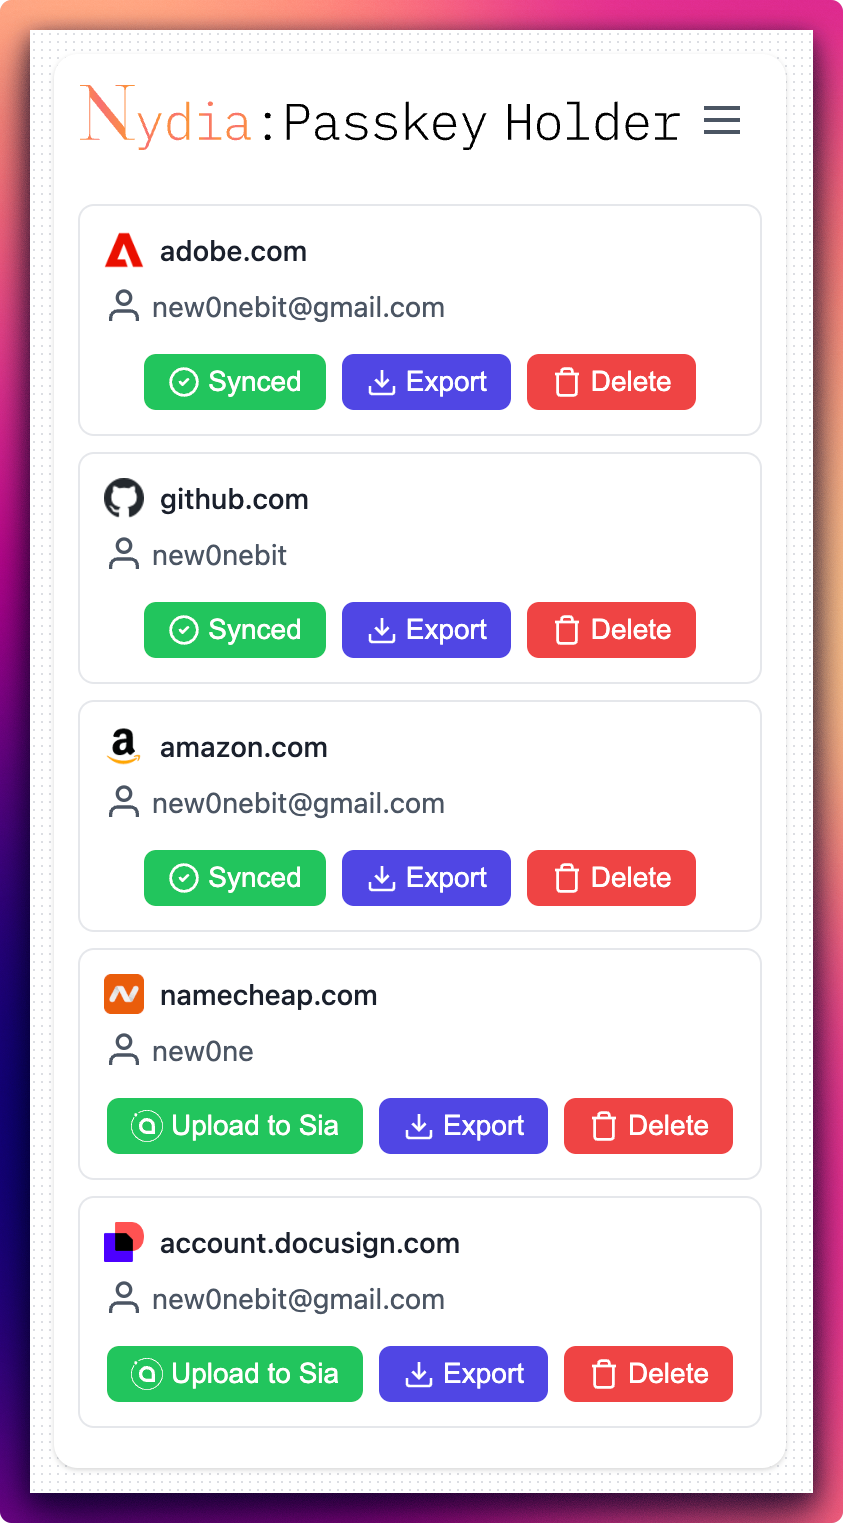 Nydia:Passkey Holder
adobe.com
new0nebit@gmail.com
Synced Export Delete
github.com
new0nebit
Synced Export Delete
amazon.com
new0nebit@gmail.com
Synced Export Delete
namecheap.com
new0ne
Upload to Sia Export Delete
account.docusign.com
new0nebit@gmail.com
Upload to Sia Export Delete